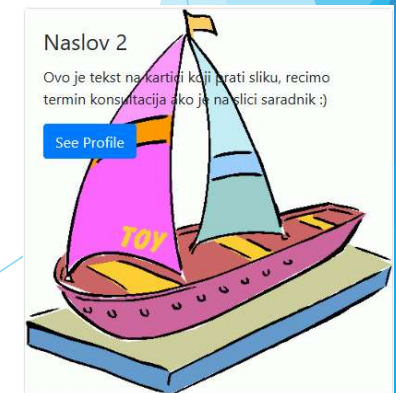 Naslov 2
Ovo je tekst na kartici koji prati sliku, recimo
termin konsultacija ako je na slici saradnik :)
See Profile
TOY